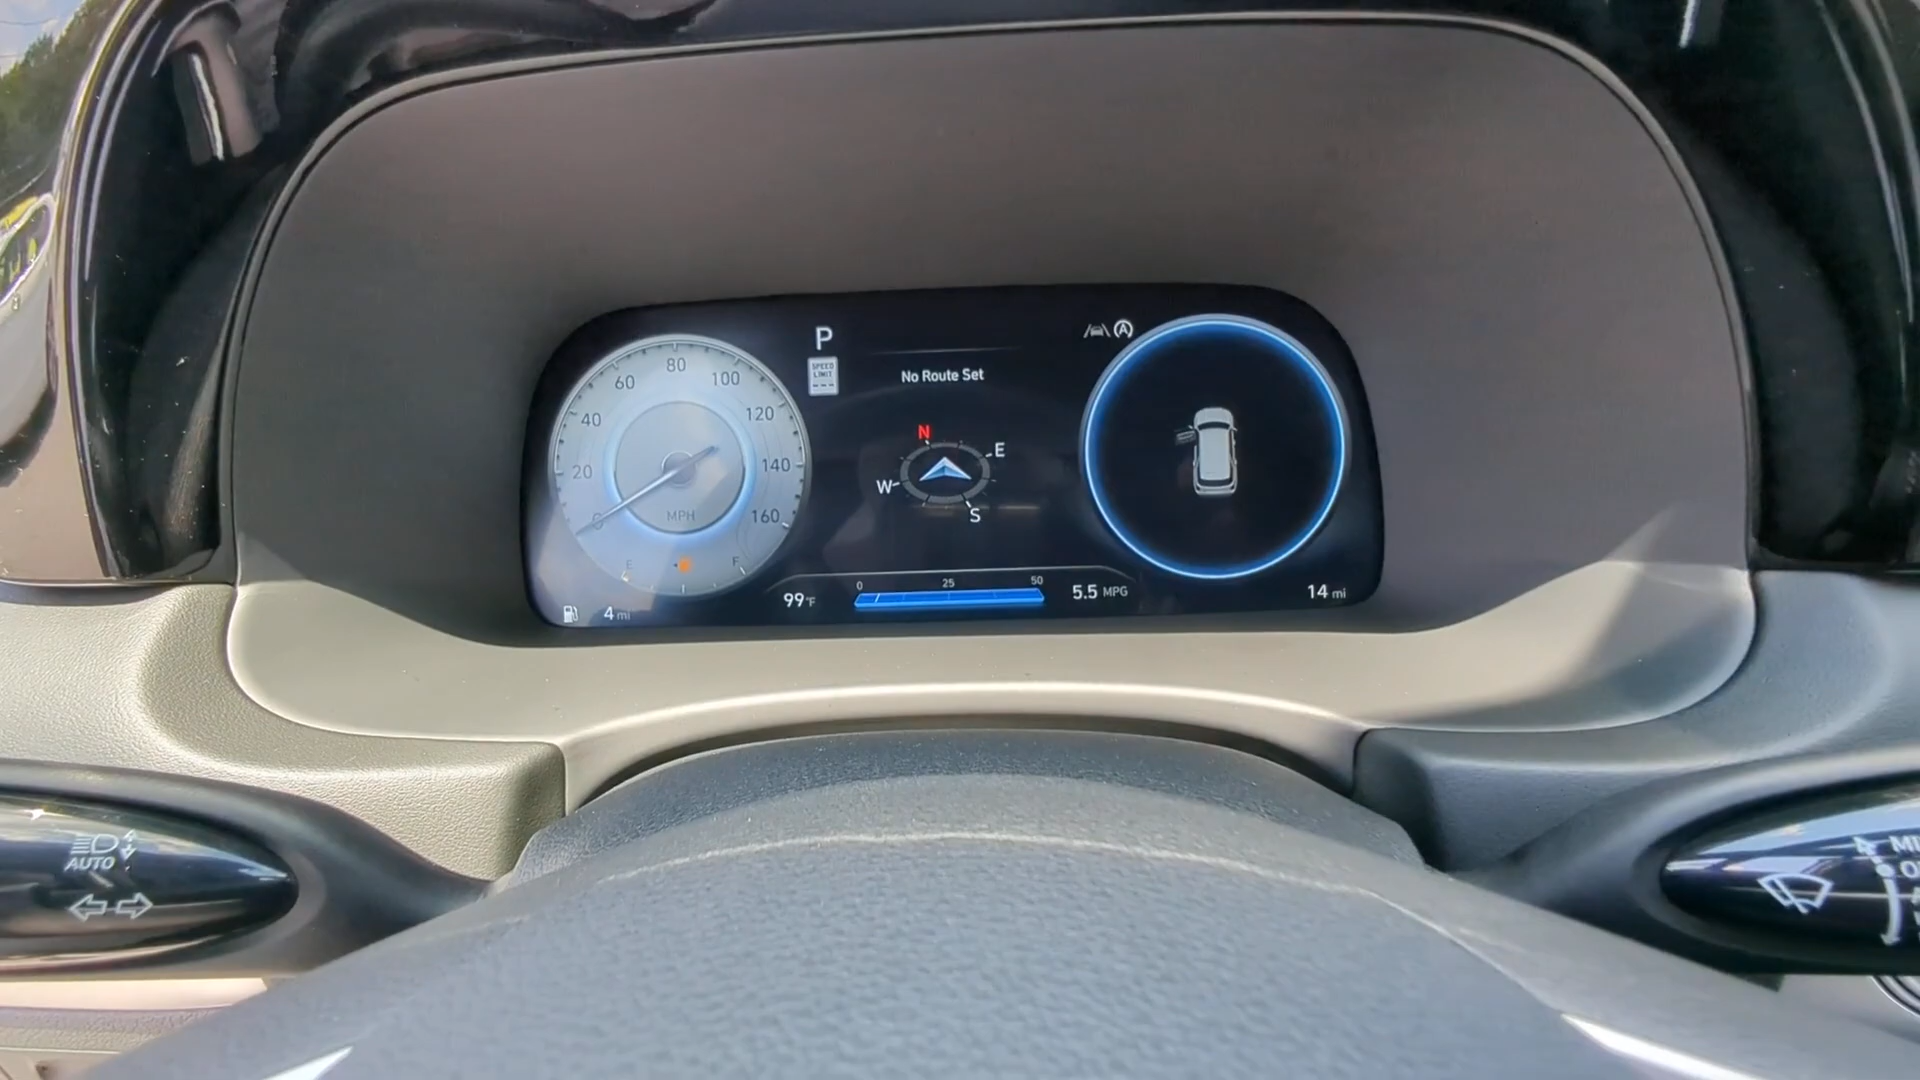 P
SPEED
LIMIT
---
No Route Set
A
0
20
40
60
80
100
120
140
160
MPH
E
F
4 mi
N
E
W
S
99°F
0
25
50
5.5 MPG
14 mi
AUTO
MI